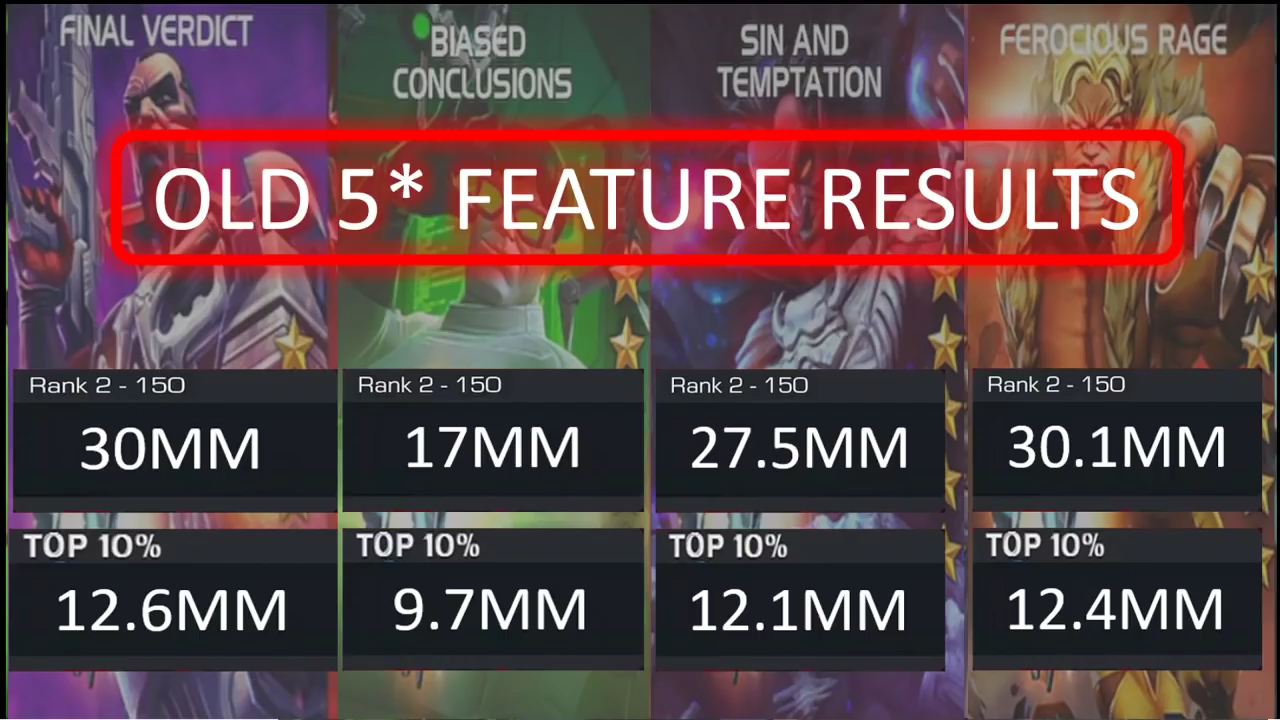 FINAL VERDICT
BIASED
CONCLUSIONS
SIN AND
TEMPTATION
FEROCIOUS RAGE
OLD 5* FEATURE RESULTS
Rank 2 - 150
30MM
Rank 2 - 150
17MM
Rank 2 - 150
27.5MM
Rank 2 - 150
30.1MM
TOP 10%
12.6MM
TOP 10%
9.7MM
TOP 10%
12.1MM
TOP 10%
12.4MM